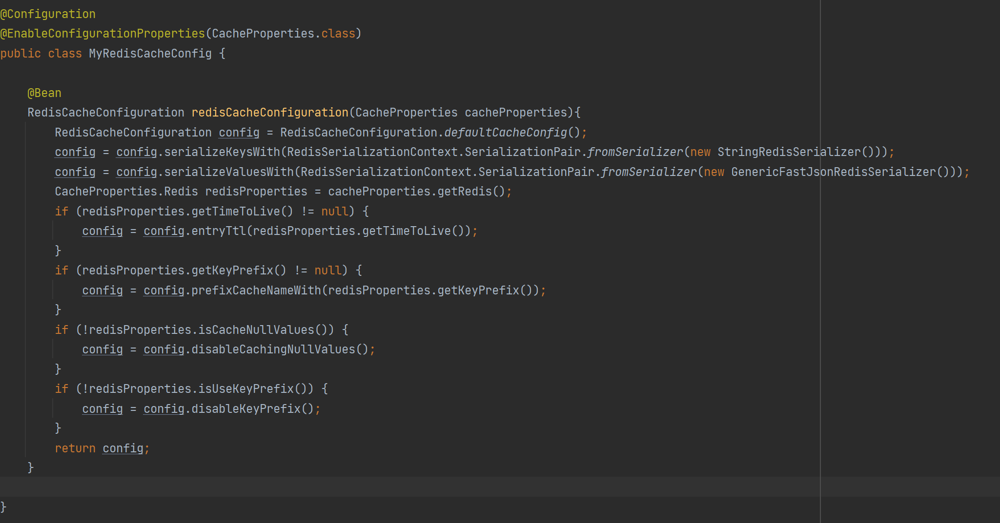 @Configuration
@EnableConfigurationProperties(CacheProperties.class)
public class MyRedisCacheConfig {
@Bean
RedisCacheConfiguration redisCacheConfiguration(CacheProperties cacheProperties){
RedisCacheConfiguration config = RedisCacheConfiguration.defaultCacheConfig();
config = config.serializeKeysWith(RedisSerializationContext.SerializationPair.fromSerializer(new StringRedisSerializer()));
config = config.serializeValuesWith(RedisSerializationContext.SerializationPair.fromSerializer(new GenericFastJsonRedisSerializer()));
CacheProperties.Redis redisProperties = cacheProperties.getRedis();
if (redisProperties.getTimeToLive() != null) {
config = config.entryTtl(redisProperties.getTimeToLive());
}
if (redisProperties.getKeyPrefix() != null) {
config = config.prefixCacheNameWith(redisProperties.getKeyPrefix());
}
if (!redisProperties.isCacheNullValues()) {
config = config.disableCachingNullValues();
}
if (!redisProperties.isUseKeyPrefix()) {
config = config.disableKeyPrefix();
}
return config;
}
}